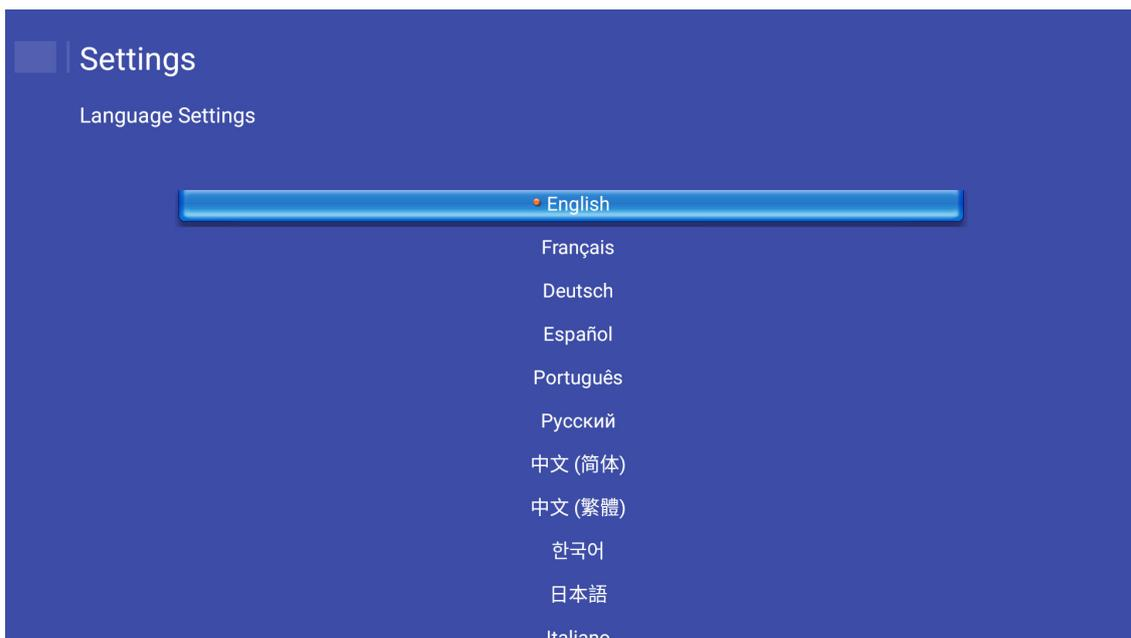 Settings
Language Settings
English
Français
Deutsch
Español
Português
Русский
中文 (简体)
中文 (繁體)
한국어
日本語
Italiano